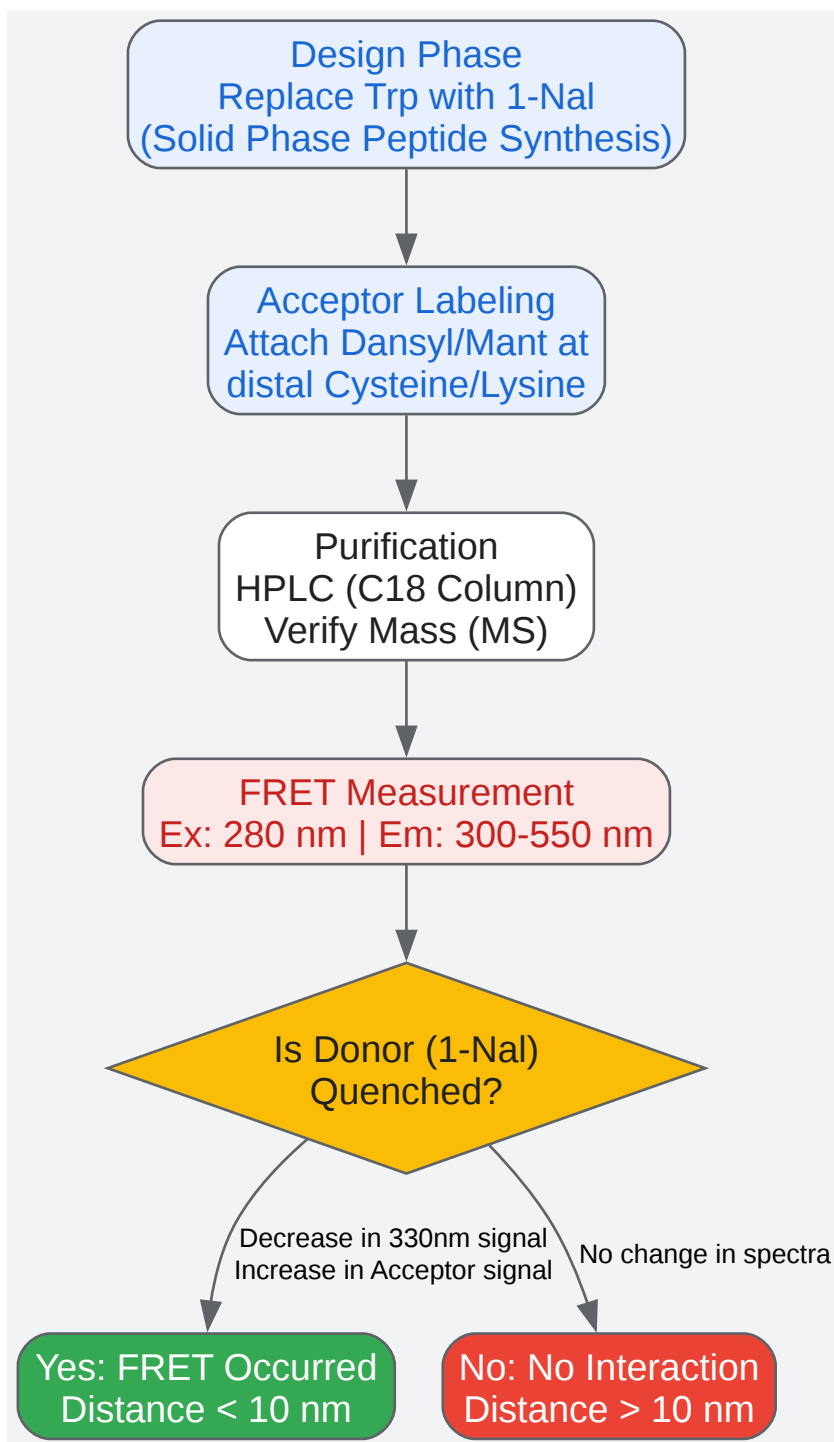 Design Phase
Replace Trp with 1-Nal
(Solid Phase Peptide Synthesis)
Acceptor Labeling
Attach Dansyl/Mant at
distal Cysteine/Lysine
Purification
HPLC (C18 Column)
Verify Mass (MS)
FRET Measurement
Ex: 280 nm | Em: 300-550 nm
Is Donor (1-Nal)
Quenched?
Decrease in 330nm signal
Increase in Acceptor signal
No change in spectra
Yes: FRET Occurred
Distance < 10 nm
No: No Interaction
Distance > 10 nm